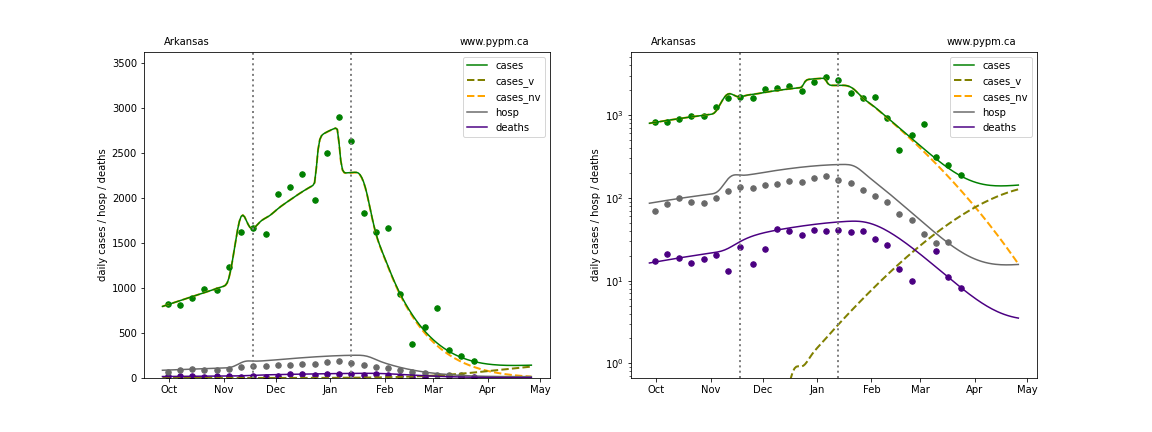 Arkansas www.pypm.ca
cases
cases_v
cases_nv
hosp
deaths
daily cases / hosp / deaths
3500
3000
2500
2000
1500
1000
500
0
Oct Nov Dec Jan Feb Mar Apr May
Arkansas www.pypm.ca
cases
cases_v
cases_nv
hosp
deaths
daily cases / hosp / deaths
10³
10²
10¹
10⁰
Oct Nov Dec Jan Feb Mar Apr May